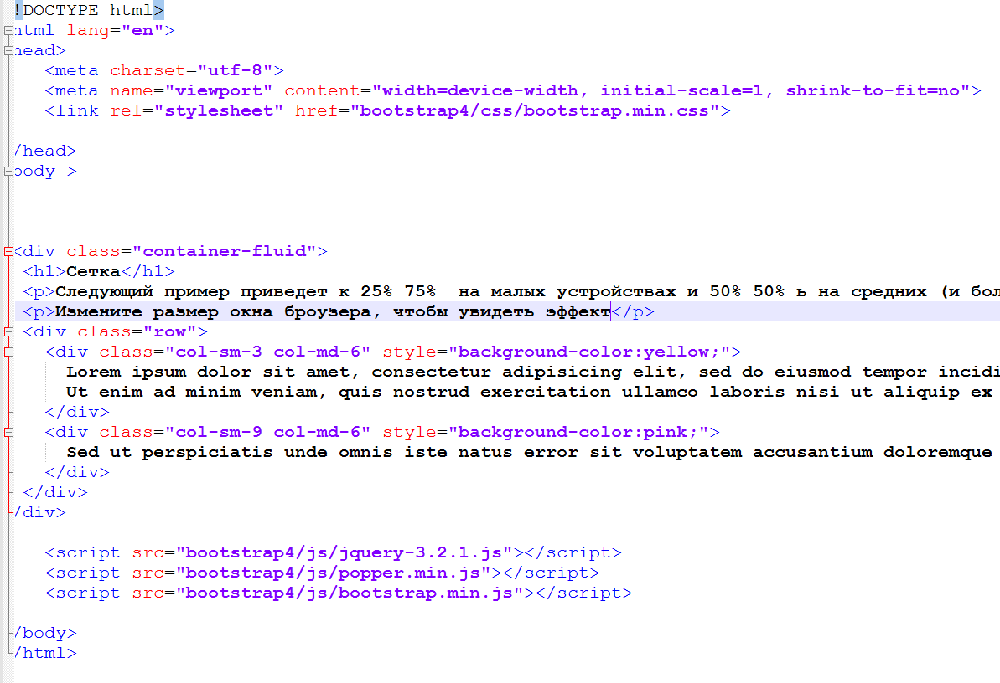 !DOCTYPE html>
html lang="en">
head>
<meta charset="utf-8">
<meta name="viewport" content="width=device-width, initial-scale=1, shrink-to-fit=no">
<link rel="stylesheet" href="bootstrap4/css/bootstrap.min.css">
/head>
body >
<div class="container-fluid">
<h1>Сетка</h1>
<p>Следующий пример приведет к 25% 75%  на малых устройствах и 50% 50% ь на средних (и бол
<p>Измените размер окна броузера, чтобы увидеть эффект</p>
<div class="row">
<div class="col-sm-3 col-md-6" style="background-color:yellow;">
Lorem ipsum dolor sit amet, consectetur adipisicing elit, sed do eiusmod tempor incidi
Ut enim ad minim veniam, quis nostrud exercitation ullamco laboris nisi ut aliquip ex
</div>
<div class="col-sm-9 col-md-6" style="background-color:pink;">
Sed ut perspiciatis unde omnis iste natus error sit voluptatem accusantium doloremque
</div>
</div>
/div>
<script src="bootstrap4/js/jquery-3.2.1.js"></script>
<script src="bootstrap4/js/popper.min.js"></script>
<script src="bootstrap4/js/bootstrap.min.js"></script>
/body>
/html>